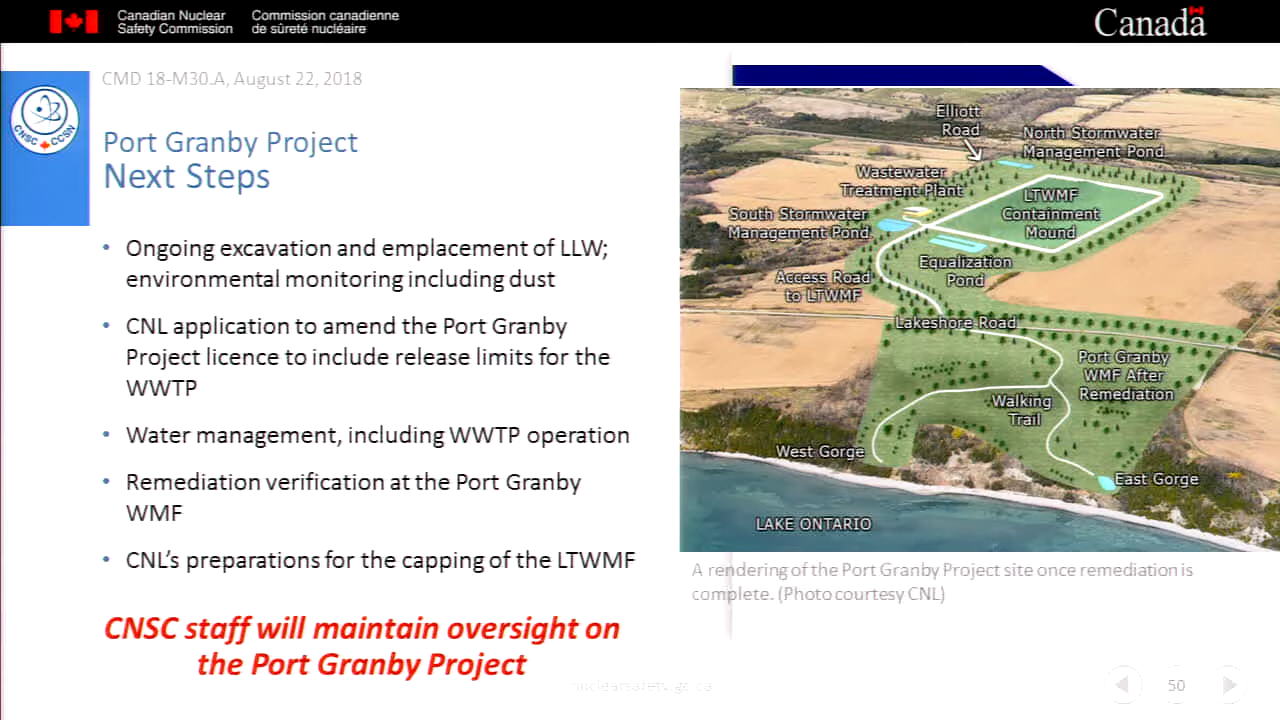 Canadian Nuclear
Safety Commission
Commission canadienne
de sûreté nucléaire
Canada
CMD 18-M30.A, August 22, 2018
CNSC CCSN
Port Granby Project
Next Steps
• Ongoing excavation and emplacement of LLW;
environmental monitoring including dust
• CNL application to amend the Port Granby
Project licence to include release limits for the
WWTP
• Water management, including WWTP operation
• Remediation verification at the Port Granby
WMF
• CNL's preparations for the capping of the LTWMF
CNSC staff will maintain oversight on
the Port Granby Project
Elliott
Road
North Stormwater
Management Pond
Wastewater
Treatment Plant
LTWMF
Containment
Mound
South Stormwater
Management Pond
Equalization
Pond
Access Road
to LTWMF
Lakeshore Road
Port Granby
WMF After
Remediation
Walking
Trail
West Gorge
East Gorge
LAKE ONTARIO
A rendering of the Port Granby Project site once remediation is
complete. (Photo courtesy CNL)
nuclearsafety.gc.ca
50